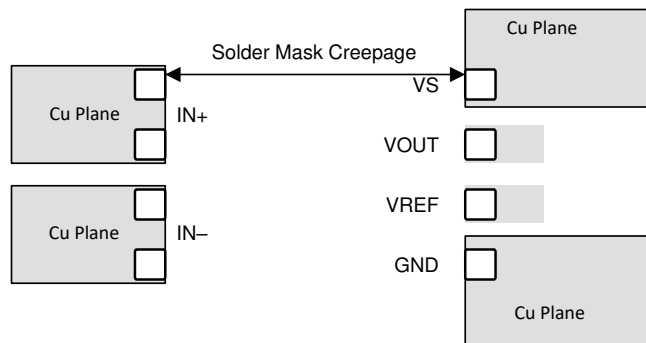 Cu Plane
Solder Mask Creepage
VS
Cu Plane
IN+
VOUT
VREF
Cu Plane
IN–
GND
Cu Plane